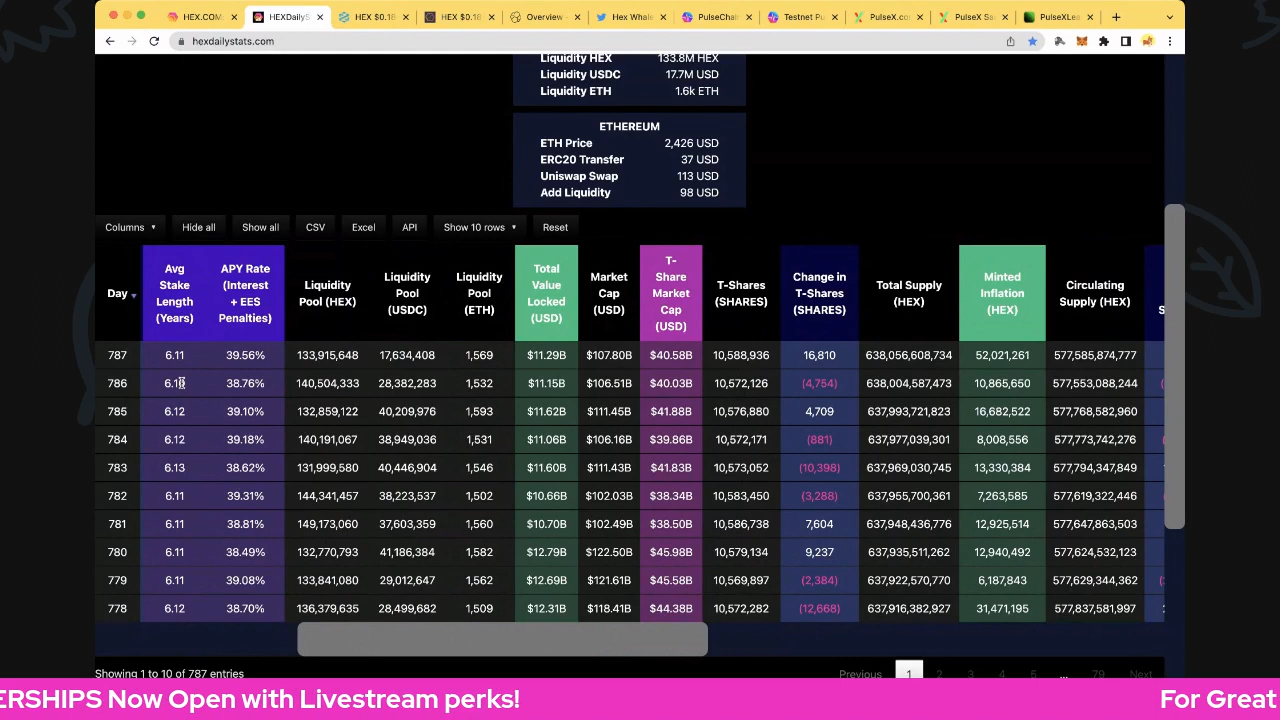 HEX.COM
HEXDailyS
HEX $0.18
HEX $0.18
Overview –
Hex Whale
PulseChai
Testnet Pu
PulseX.co
PulseX Sa
PulseXLea
hexdailystats.com
Liquidity HEX 133.8M HEX
Liquidity USDC 17.7M USD
Liquidity ETH 1.6k ETH
ETHEREUM
ETH Price 2,426 USD
ERC20 Transfer 37 USD
Uniswap Swap 113 USD
Add Liquidity 98 USD
Columns Hide all Show all CSV Excel API Show 10 rows Reset
Day
Avg
Stake
Length
(Years)
APY Rate
(Interest
+ EES
Penalties)
Liquidity
Pool (HEX)
Liquidity
Pool
(USDC)
Liquidity
Pool
(ETH)
Total
Value
Locked
(USD)
Market
Cap
(USD)
T-
Share
Market
Cap
(USD)
T-Shares
(SHARES)
Change in
T-Shares
(SHARES)
Total Supply
(HEX)
Minted
Inflation
(HEX)
Circulating
Supply (HEX)
S
787 6.11 39.56% 133,915,648 17,634,408 1,569 $11.29B $107.80B $40.58B 10,588,936 16,810 638,056,608,734 52,021,261 577,585,874,777
786 6.1 38.76% 140,504,333 28,382,283 1,532 $11.15B $106.51B $40.03B 10,572,126 (4,754) 638,004,587,473 10,865,650 577,553,088,244 (
785 6.12 39.10% 132,859,122 40,209,976 1,593 $11.62B $111.45B $41.88B 10,576,880 4,709 637,993,721,823 16,682,522 577,768,582,960
784 6.12 39.18% 140,191,067 38,949,036 1,531 $11.06B $106.16B $39.86B 10,572,171 (881) 637,977,039,301 8,008,556 577,773,742,276 (
783 6.13 38.62% 131,999,580 40,446,904 1,546 $11.60B $111.43B $41.83B 10,573,052 (10,398) 637,969,030,745 13,330,384 577,794,347,849
782 6.11 39.31% 144,341,457 38,223,537 1,502 $10.66B $102.03B $38.34B 10,583,450 (3,288) 637,955,700,361 7,263,585 577,619,322,446 (
781 6.11 38.81% 149,173,060 37,603,359 1,560 $10.70B $102.49B $38.50B 10,586,738 7,604 637,948,436,776 12,925,514 577,647,863,503
780 6.11 38.49% 132,770,793 41,186,384 1,582 $12.79B $122.50B $45.98B 10,579,134 9,237 637,935,511,262 12,940,492 577,624,532,123
779 6.11 39.08% 133,841,080 29,012,647 1,562 $12.69B $121.61B $45.58B 10,569,897 (2,384) 637,922,570,770 6,187,843 577,629,344,362 (
778 6.12 38.70% 136,379,635 28,499,682 1,509 $12.31B $118.41B $44.38B 10,572,282 (12,668) 637,916,382,927 31,471,195 577,837,581,997
Showing 1 to 10 of 787 entries
Previous 1 2 3 4 5 … 79 Next
ERSHIPS Now Open with Livestream perks! For Great